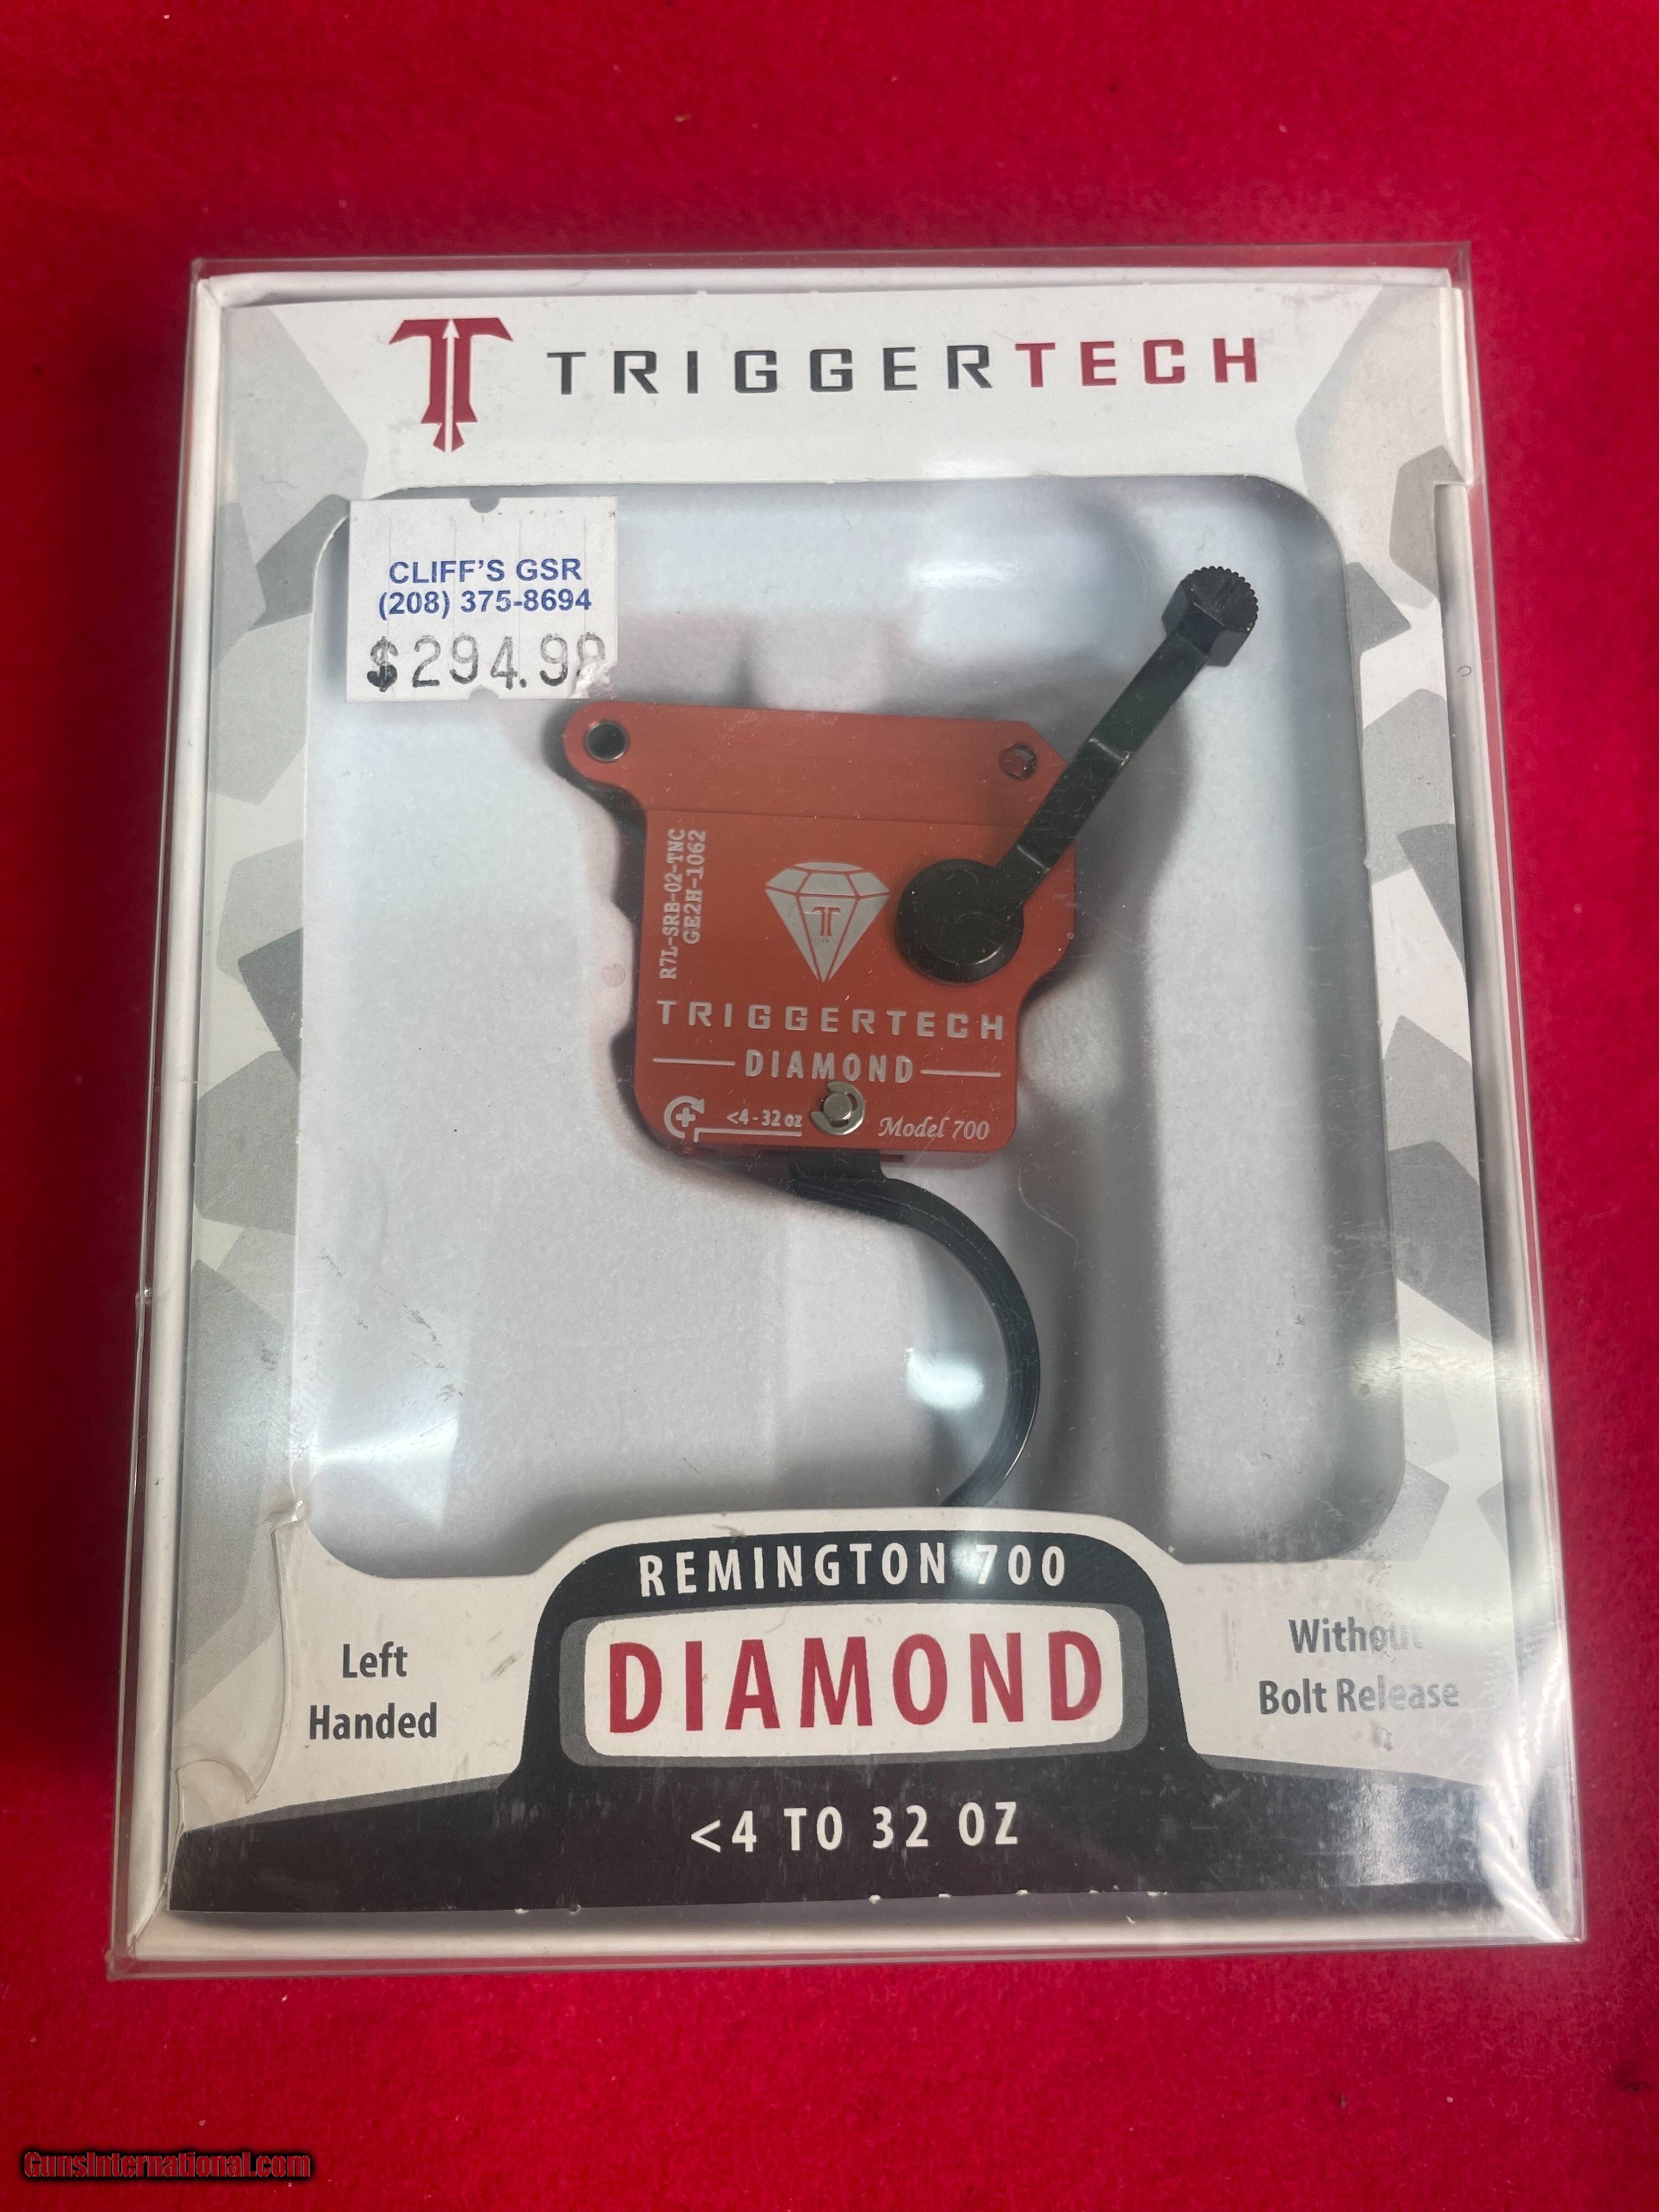 TRIGGERTECH
CLIFF'S GSR
(208) 375-8694
$294.99
R7L-SRB-02-TNC
GE2H-1062
TRIGGERTECH
DIAMOND
<4 - 32 oz
Model 700
REMINGTON 700
DIAMOND
Left
Handed
Without
Bolt Release
<4 TO 32 OZ
GunsInternational.com